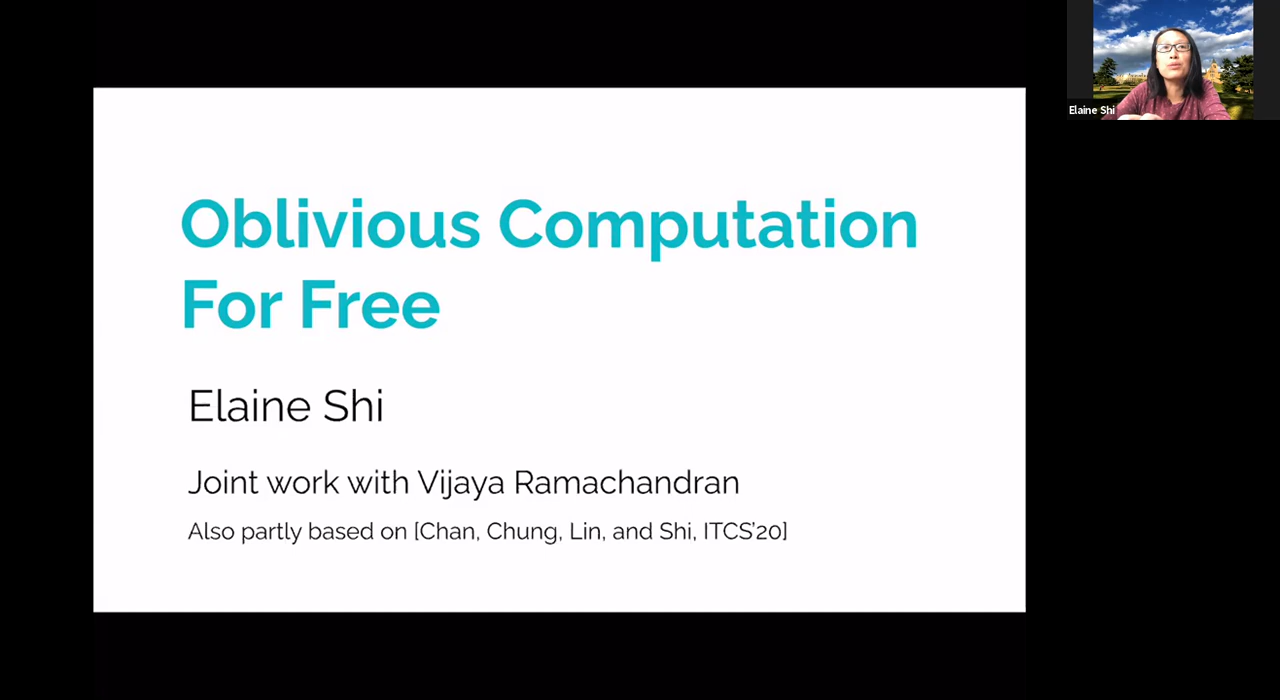 Oblivious Computation
For Free
Elaine Shi
Joint work with Vijaya Ramachandran
Also partly based on [Chan, Chung, Lin, and Shi, ITCS'20]
Elaine Shi